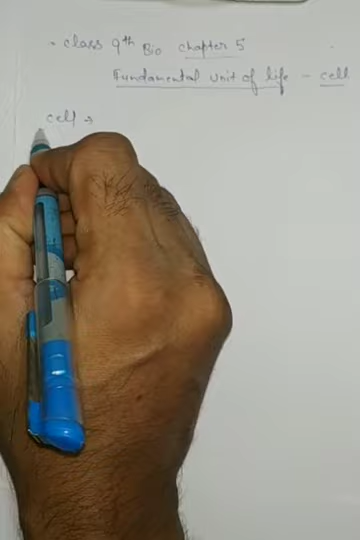 - class 9th Bio chapter 5
Fundamental unit of life - cell
cell →